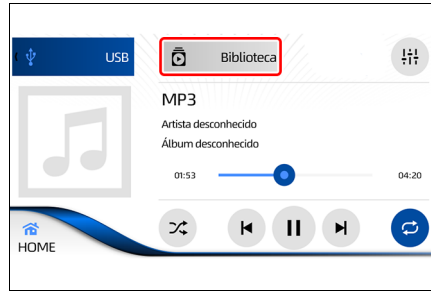 USB
Biblioteca
MP3
Artista desconhecido
Álbum desconhecido
01:53
04:20
HOME